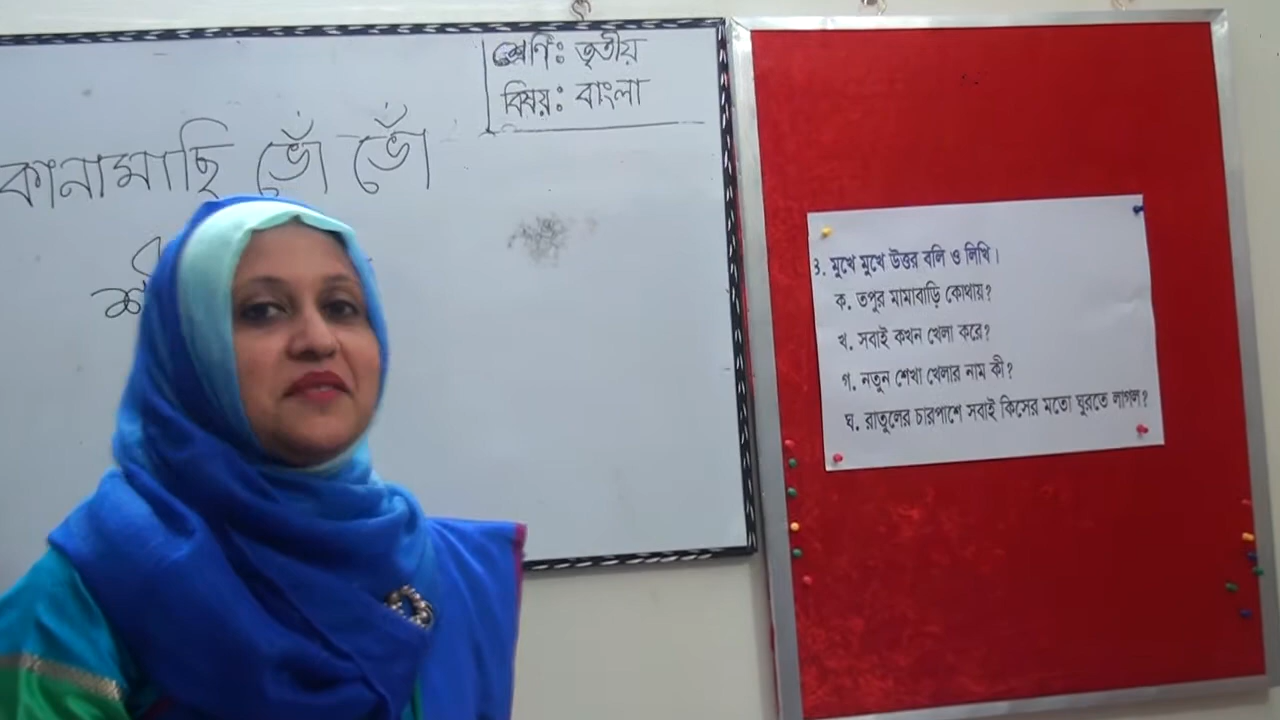 শ্রেণি: তৃতীয়
বিষয়: বাংলা
কানামাছি ভোঁ ভোঁ
৩. মুখে মুখে উত্তর বলি ও লিখি।
ক. তপুর মামাবাড়ি কোথায়?
খ. সবাই কখন খেলা করে?
গ. নতুন শেখা খেলার নাম কী?
ঘ. রাতুলের চারপাশে সবাই কিসের মতো ঘুরতে লাগল?